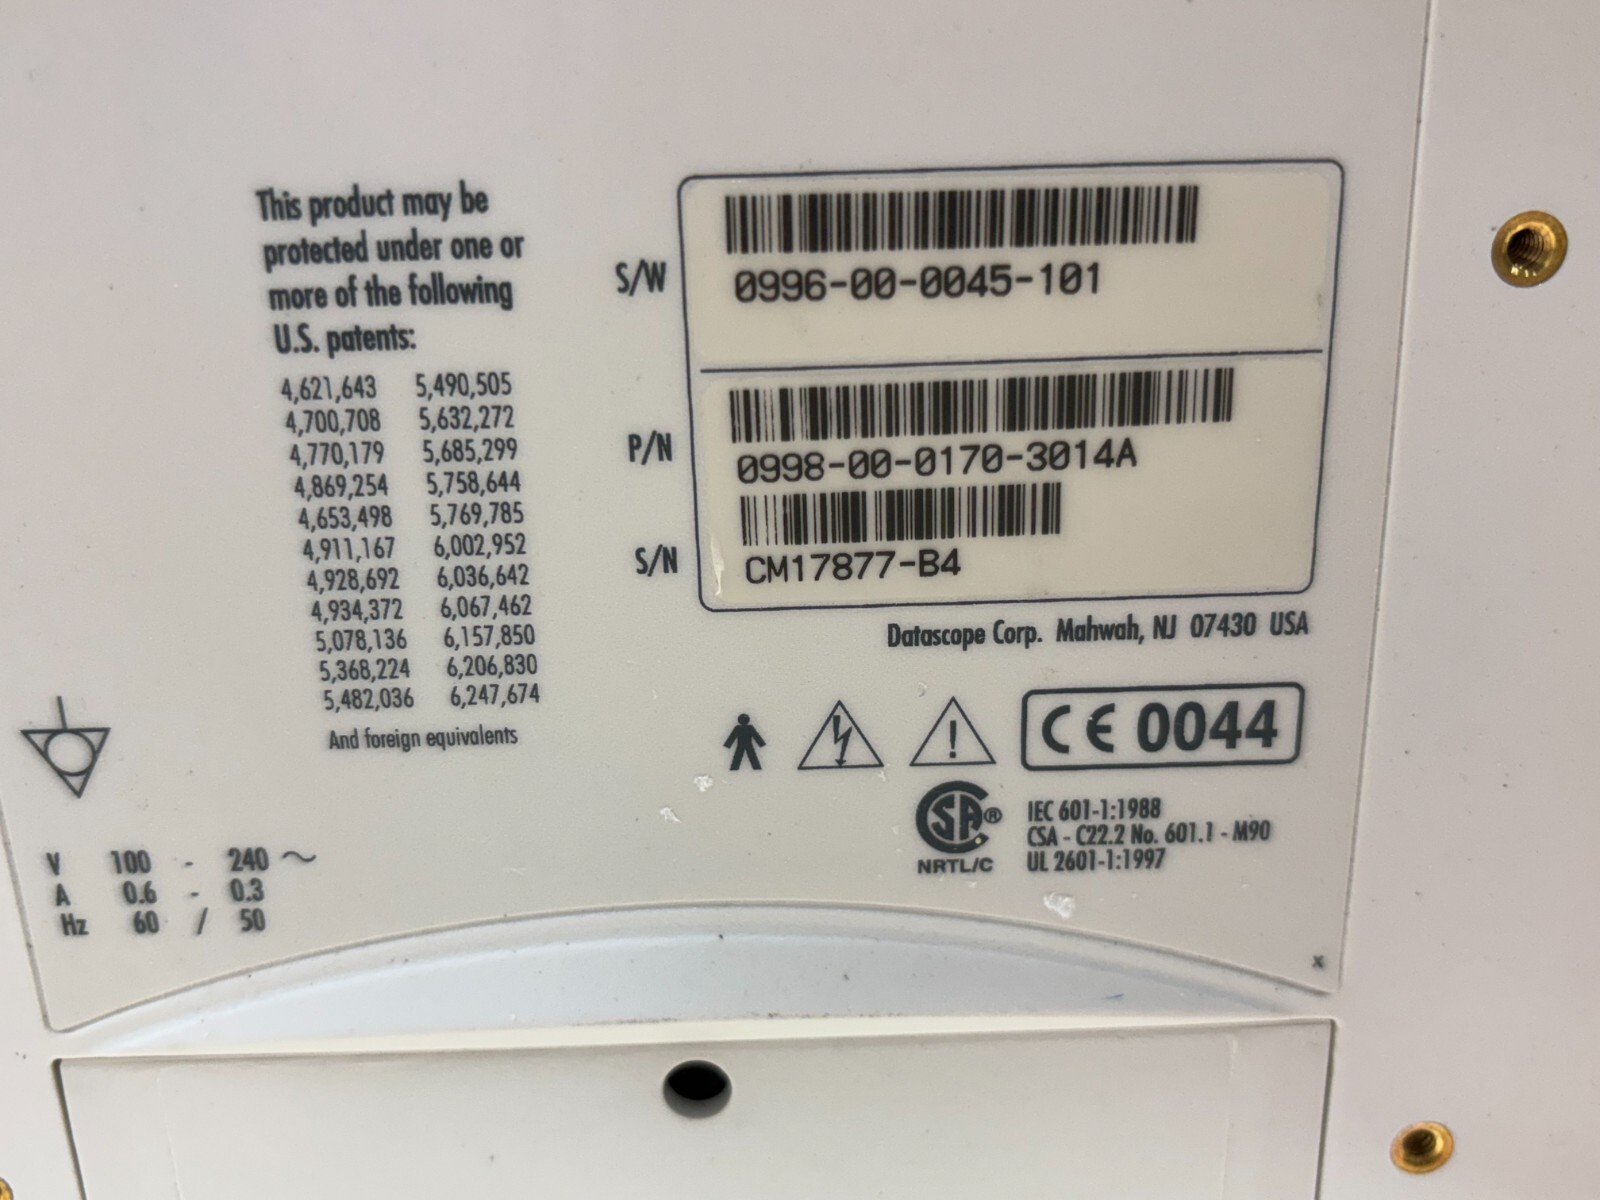 This product may be
protected under one or
more of the following
U.S. patents:
4,621,643 5,490,505
4,700,708 5,632,272
4,770,179 5,685,299
4,869,254 5,758,644
4,653,498 5,769,785
4,911,167 6,002,952
4,928,692 6,036,642
4,934,372 6,067,462
5,078,136 6,157,850
5,368,224 6,206,830
5,482,036 6,247,674
And foreign equivalents
S/W 0996-00-0045-101
P/N 0998-00-0170-3014A
S/N CM17877-B4
Datascope Corp. Mahwah, NJ 07430 USA
! CE 0044
CSA®
NRTL/C
IEC 601-1:1988
CSA - C22.2 No. 601.1 - M90
UL 2601-1:1997
V 100 - 240 ~
A 0.6 - 0.3
Hz 60 / 50
x